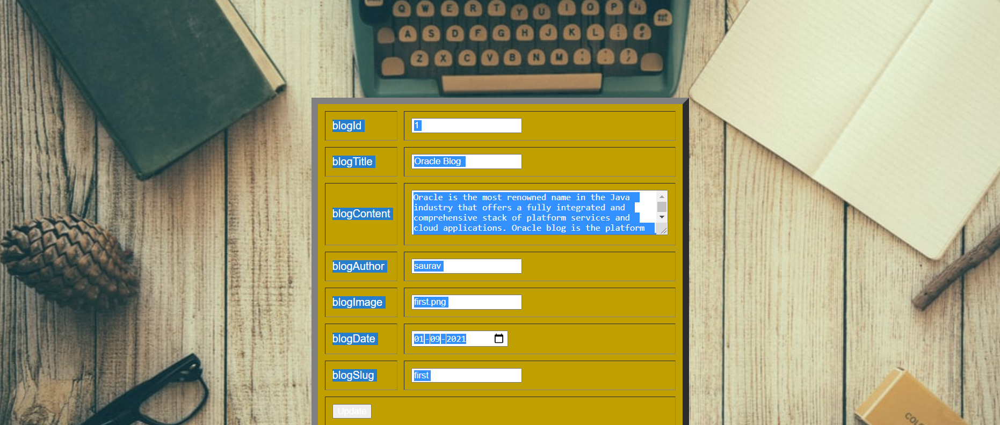 Q W E R T Y U I O P
A S D F G H J K L
Z X C V B N M
blogId 1
blogTitle Oracle Blog
blogContent
Oracle is the most renowned name in the Java
industry that offers a fully integrated and
comprehensive stack of platform services and
cloud applications. Oracle blog is the platform
blogAuthor saurav
blogImage first.png
blogDate 01-09-2021
blogSlug first
Update